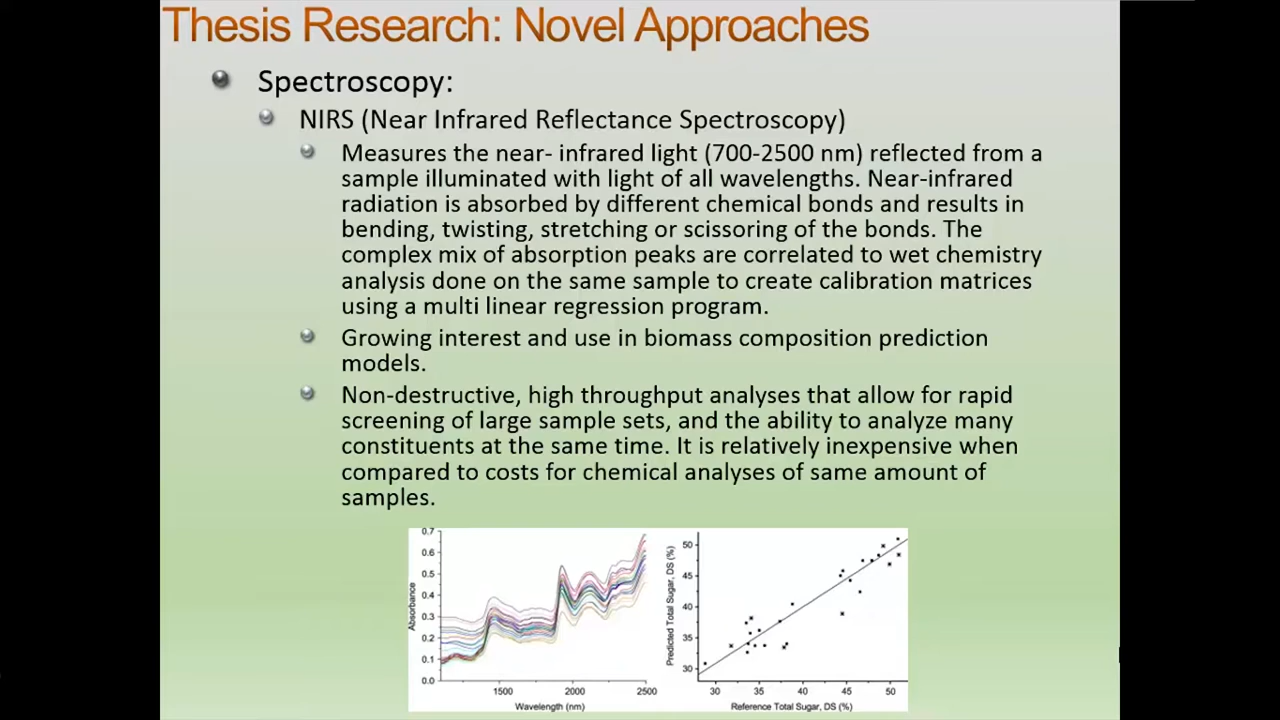 Thesis Research: Novel Approaches
Spectroscopy:
NIRS (Near Infrared Reflectance Spectroscopy)
Measures the near- infrared light (700-2500 nm) reflected from a
sample illuminated with light of all wavelengths. Near-infrared
radiation is absorbed by different chemical bonds and results in
bending, twisting, stretching or scissoring of the bonds. The
complex mix of absorption peaks are correlated to wet chemistry
analysis done on the same sample to create calibration matrices
using a multi linear regression program.
Growing interest and use in biomass composition prediction
models.
Non-destructive, high throughput analyses that allow for rapid
screening of large sample sets, and the ability to analyze many
constituents at the same time. It is relatively inexpensive when
compared to costs for chemical analyses of same amount of
samples.
Absorbance
0.7
0.6
0.5
0.4
0.3
0.2
0.1
0.0
1500 2000 2500
Wavelength (nm)
Predicted Total Sugar, DS (%)
50
45
40
35
30
30 35 40 45 50
Reference Total Sugar, DS (%)